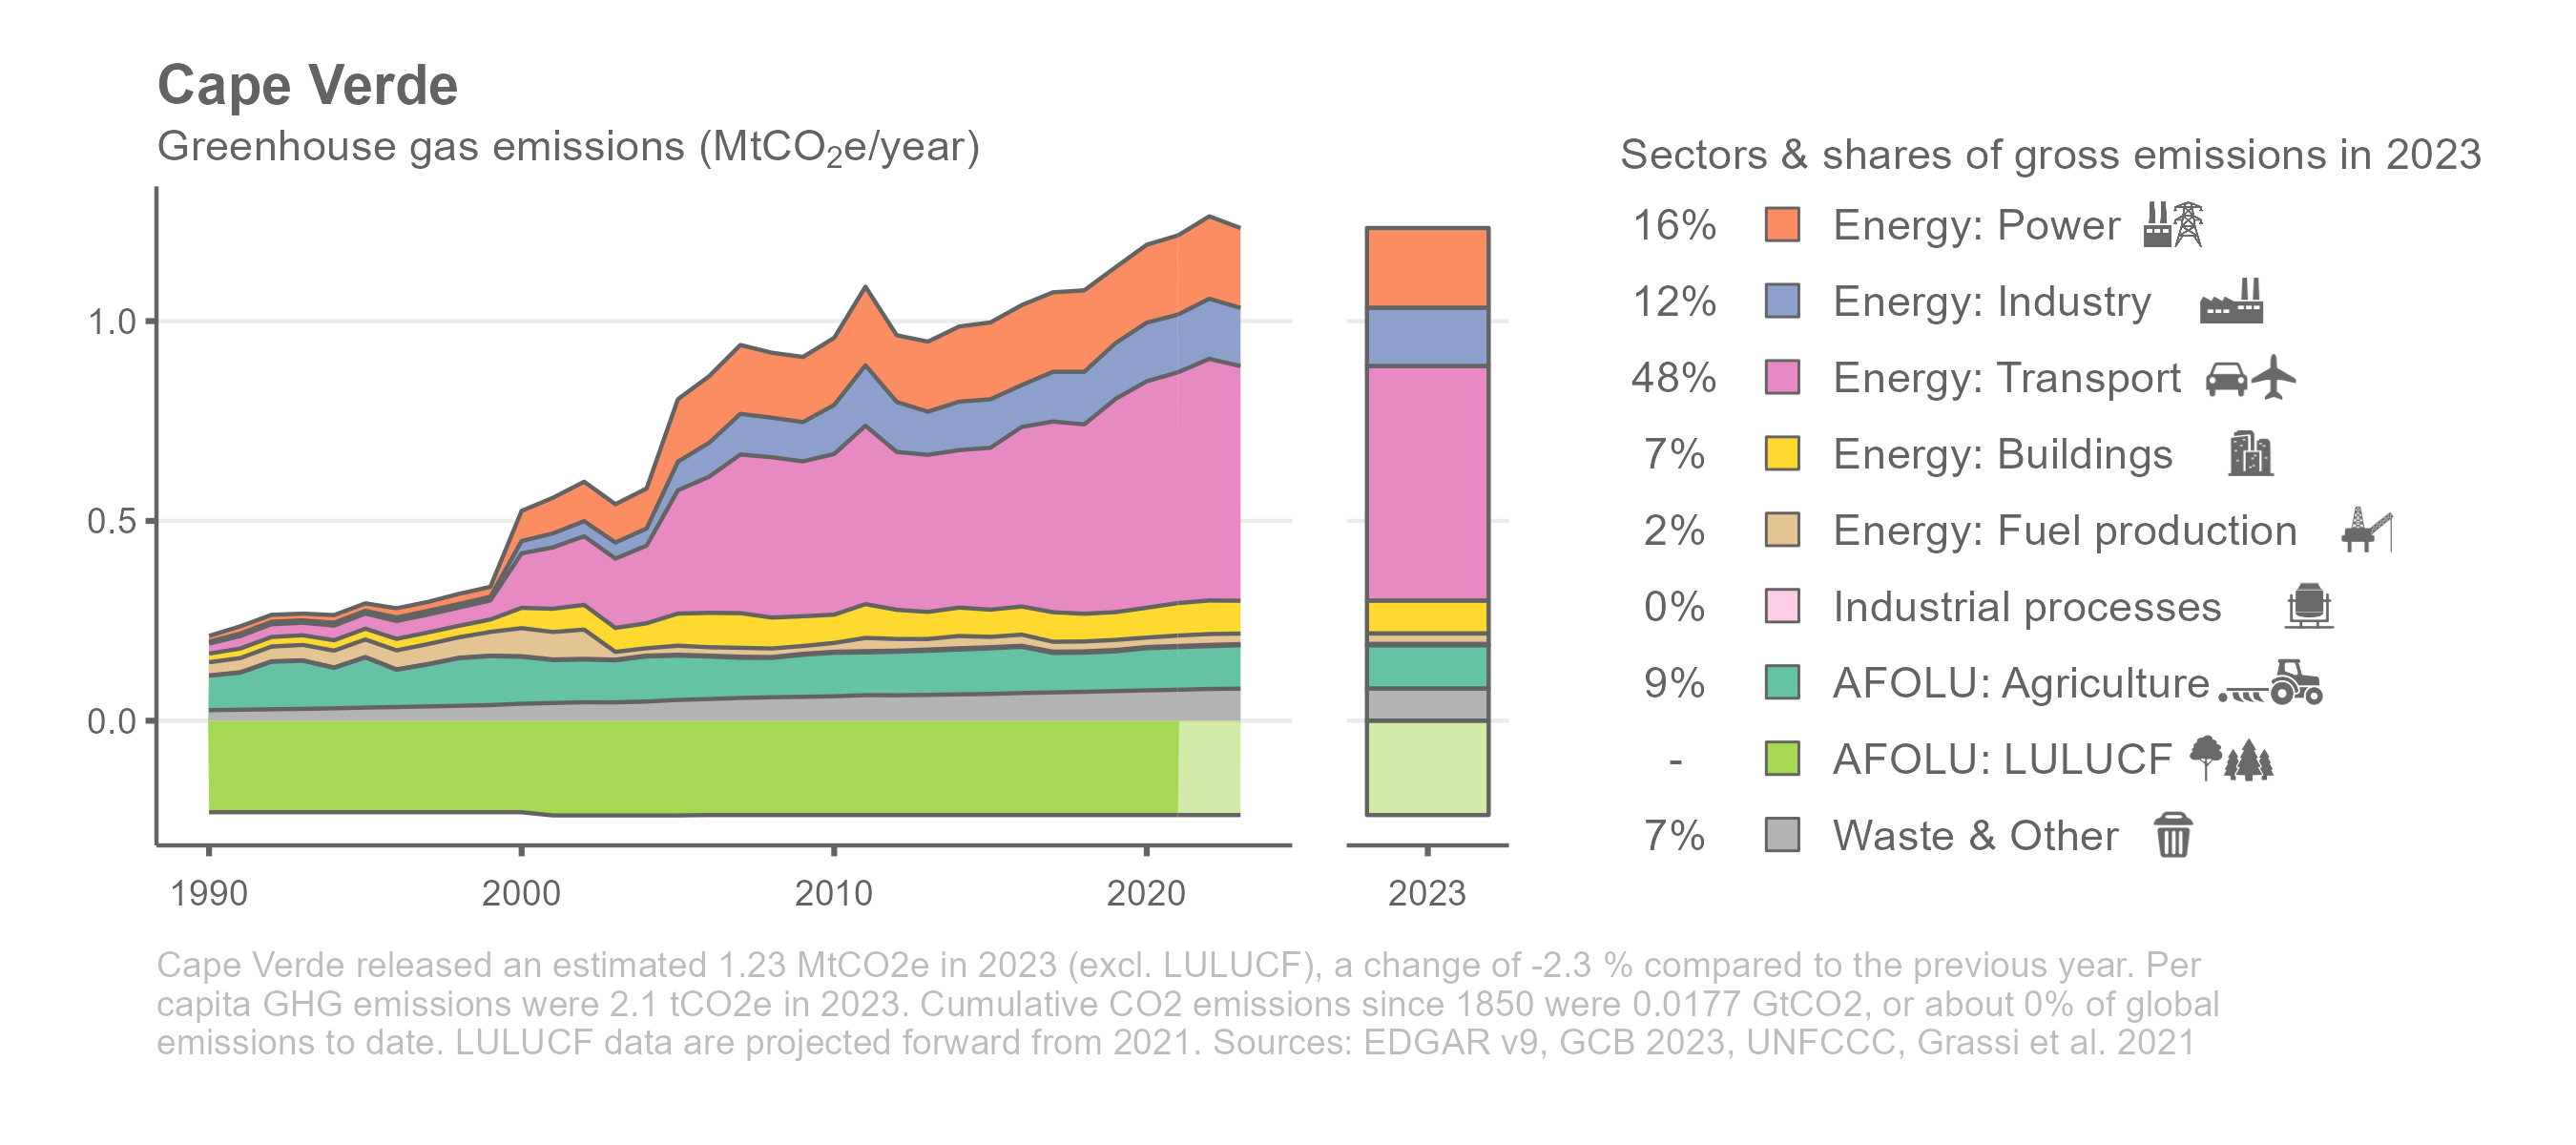 Cape Verde
Greenhouse gas emissions (MtCO₂e/year)
1.0
0.5
0.0
1990
2000
2010
2020
2023
Sectors & shares of gross emissions in 2023
16% Energy: Power
12% Energy: Industry
48% Energy: Transport
7% Energy: Buildings
2% Energy: Fuel production
0% Industrial processes
9% AFOLU: Agriculture
- AFOLU: LULUCF
7% Waste & Other
Cape Verde released an estimated 1.23 MtCO2e in 2023 (excl. LULUCF), a change of -2.3 % compared to the previous year. Per
capita GHG emissions were 2.1 tCO2e in 2023. Cumulative CO2 emissions since 1850 were 0.0177 GtCO2, or about 0% of global
emissions to date. LULUCF data are projected forward from 2021. Sources: EDGAR v9, GCB 2023, UNFCCC, Grassi et al. 2021